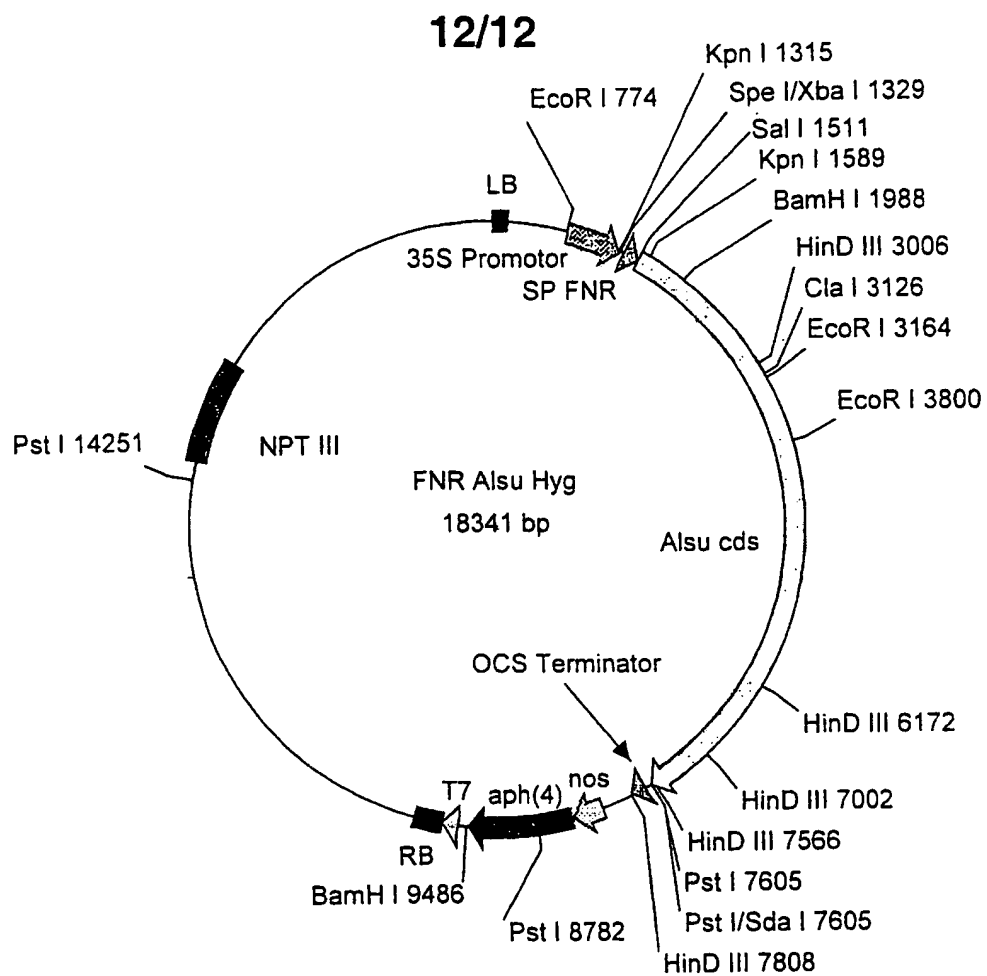 12/12
Kpn I 1315
EcoR I 774
Spe I/Xba I 1329
Sal I 1511
Kpn I 1589
LB
BamH I 1988
35S Promotor
HinD III 3006
SP FNR
Cla I 3126
EcoR I 3164
EcoR I 3800
Pst I 14251
NPT III
FNR Alsu Hyg
18341 bp
Alsu cds
OCS Terminator
HinD III 6172
T7
aph(4)
nos
HinD III 7002
HinD III 7566
RB
Pst I 7605
BamH I 9486
Pst I/Sda I 7605
Pst I 8782
HinD III 7808